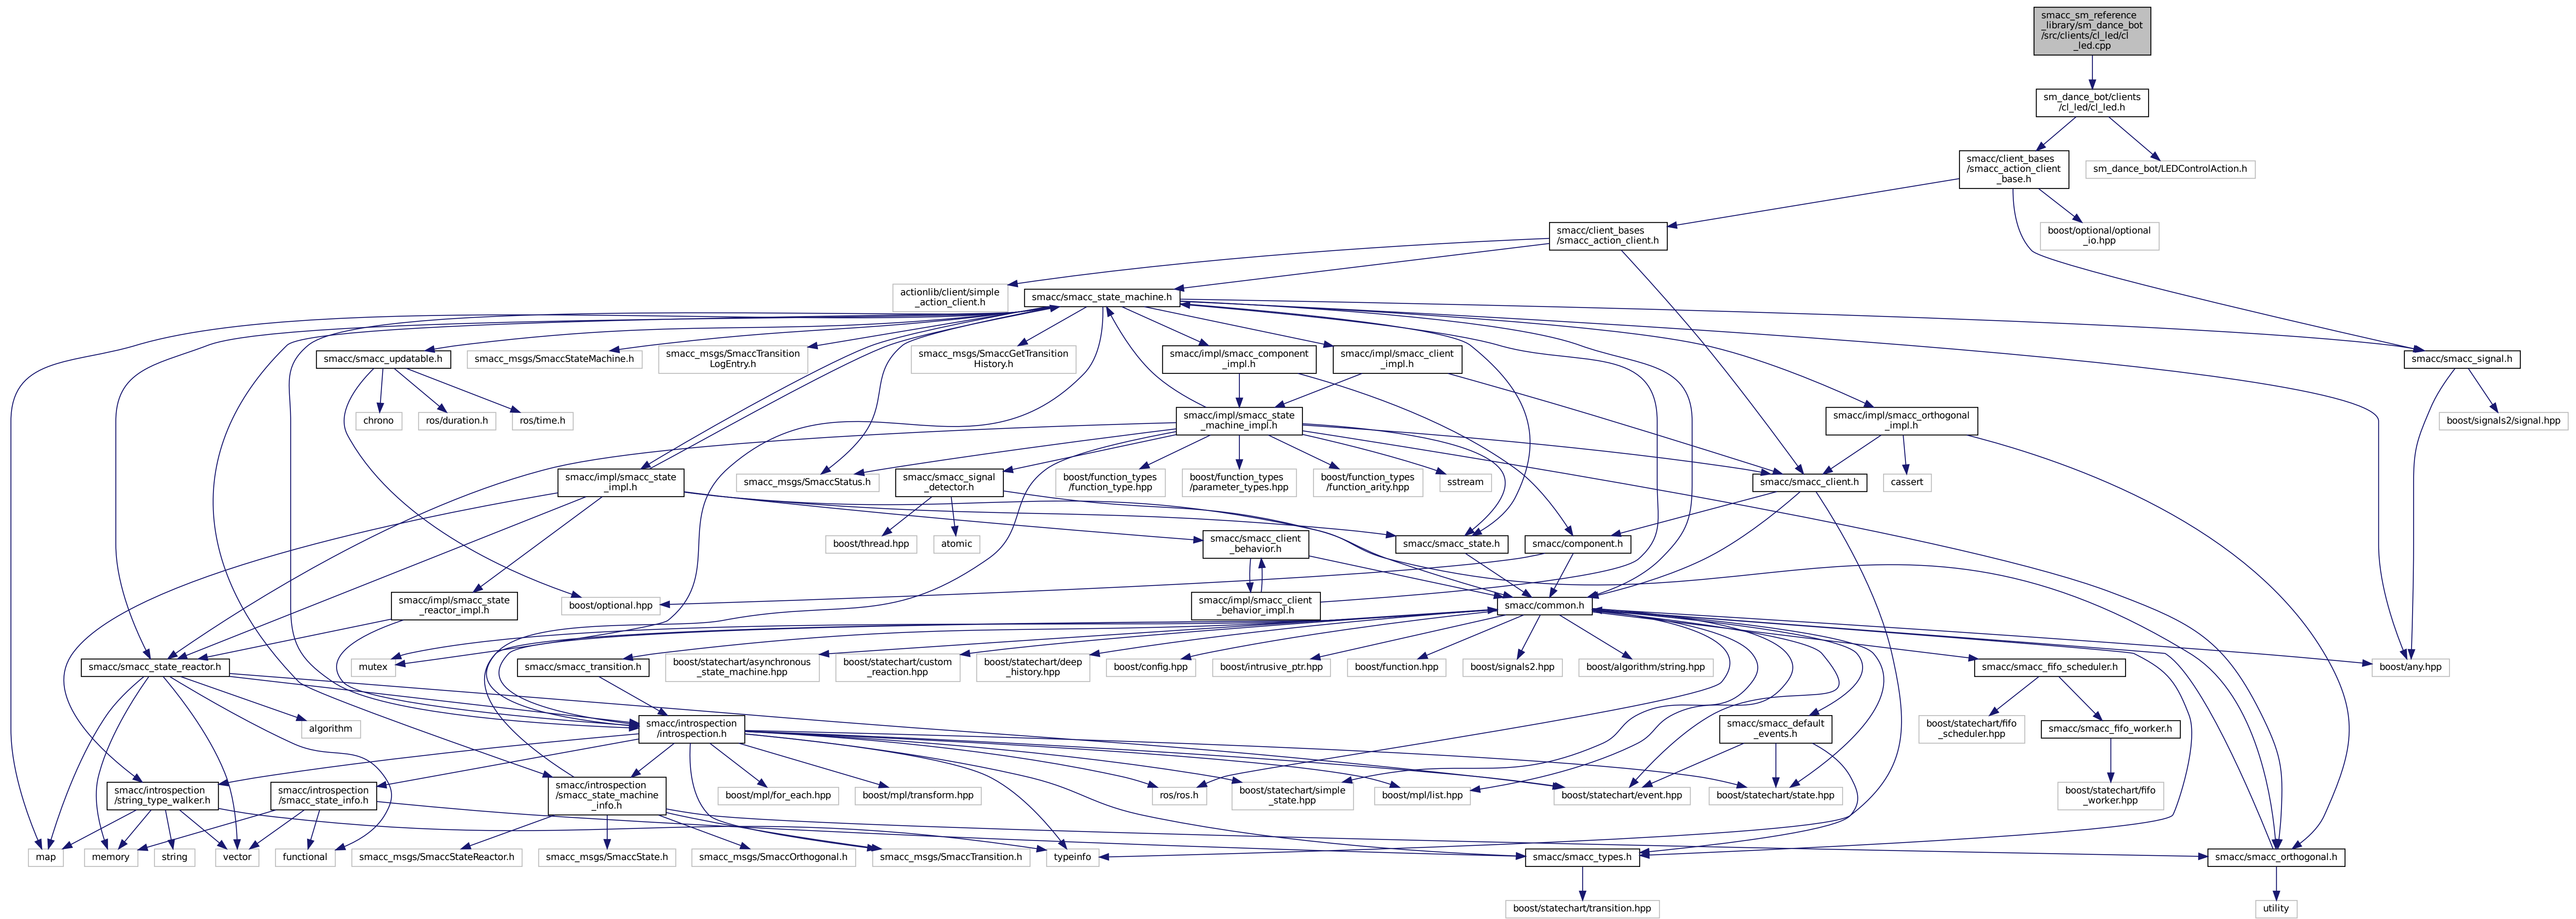 smacc_sm_reference
_library/sm_dance_bot
/src/clients/cl_led/cl
_led.cpp
sm_dance_bot/clients
/cl_led/cl_led.h
smacc/client_bases
/smacc_action_client
_base.h
sm_dance_bot/LEDControlAction.h
smacc/client_bases
/smacc_action_client.h
boost/optional/optional
_io.hpp
actionlib/client/simple
_action_client.h
smacc/smacc_state_machine.h
smacc/smacc_updatable.h
smacc_msgs/SmaccStateMachine.h
smacc_msgs/SmaccTransition
LogEntry.h
smacc_msgs/SmaccGetTransition
History.h
smacc/impl/smacc_component
_impl.h
smacc/impl/smacc_client
_impl.h
smacc/smacc_signal.h
chrono
ros/duration.h
ros/time.h
smacc/impl/smacc_state
_machine_impl.h
smacc/impl/smacc_orthogonal
_impl.h
boost/signals2/signal.hpp
smacc/impl/smacc_state
_impl.h
smacc_msgs/SmaccStatus.h
smacc/smacc_signal
_detector.h
boost/function_types
/function_type.hpp
boost/function_types
/parameter_types.hpp
boost/function_types
/function_arity.hpp
sstream
smacc/smacc_client.h
cassert
boost/thread.hpp
atomic
smacc/smacc_client
_behavior.h
smacc/smacc_state.h
smacc/component.h
smacc/impl/smacc_state
_reactor_impl.h
boost/optional.hpp
smacc/impl/smacc_client
_behavior_impl.h
smacc/common.h
smacc/smacc_state_reactor.h
mutex
smacc/smacc_transition.h
boost/statechart/asynchronous
_state_machine.hpp
boost/statechart/custom
_reaction.hpp
boost/statechart/deep
_history.hpp
boost/config.hpp
boost/intrusive_ptr.hpp
boost/function.hpp
boost/signals2.hpp
boost/algorithm/string.hpp
smacc/smacc_fifo_scheduler.h
boost/any.hpp
algorithm
smacc/introspection
/introspection.h
smacc/smacc_default
_events.h
boost/statechart/fifo
_scheduler.hpp
smacc/smacc_fifo_worker.h
smacc/introspection
/string_type_walker.h
smacc/introspection
/smacc_state_info.h
smacc/introspection
/smacc_state_machine
_info.h
boost/mpl/for_each.hpp
boost/mpl/transform.hpp
ros/ros.h
boost/statechart/simple
_state.hpp
boost/mpl/list.hpp
boost/statechart/event.hpp
boost/statechart/state.hpp
boost/statechart/fifo
_worker.hpp
map
memory
string
vector
functional
smacc_msgs/SmaccStateReactor.h
smacc_msgs/SmaccState.h
smacc_msgs/SmaccOrthogonal.h
smacc_msgs/SmaccTransition.h
typeinfo
smacc/smacc_types.h
smacc/smacc_orthogonal.h
boost/statechart/transition.hpp
utility